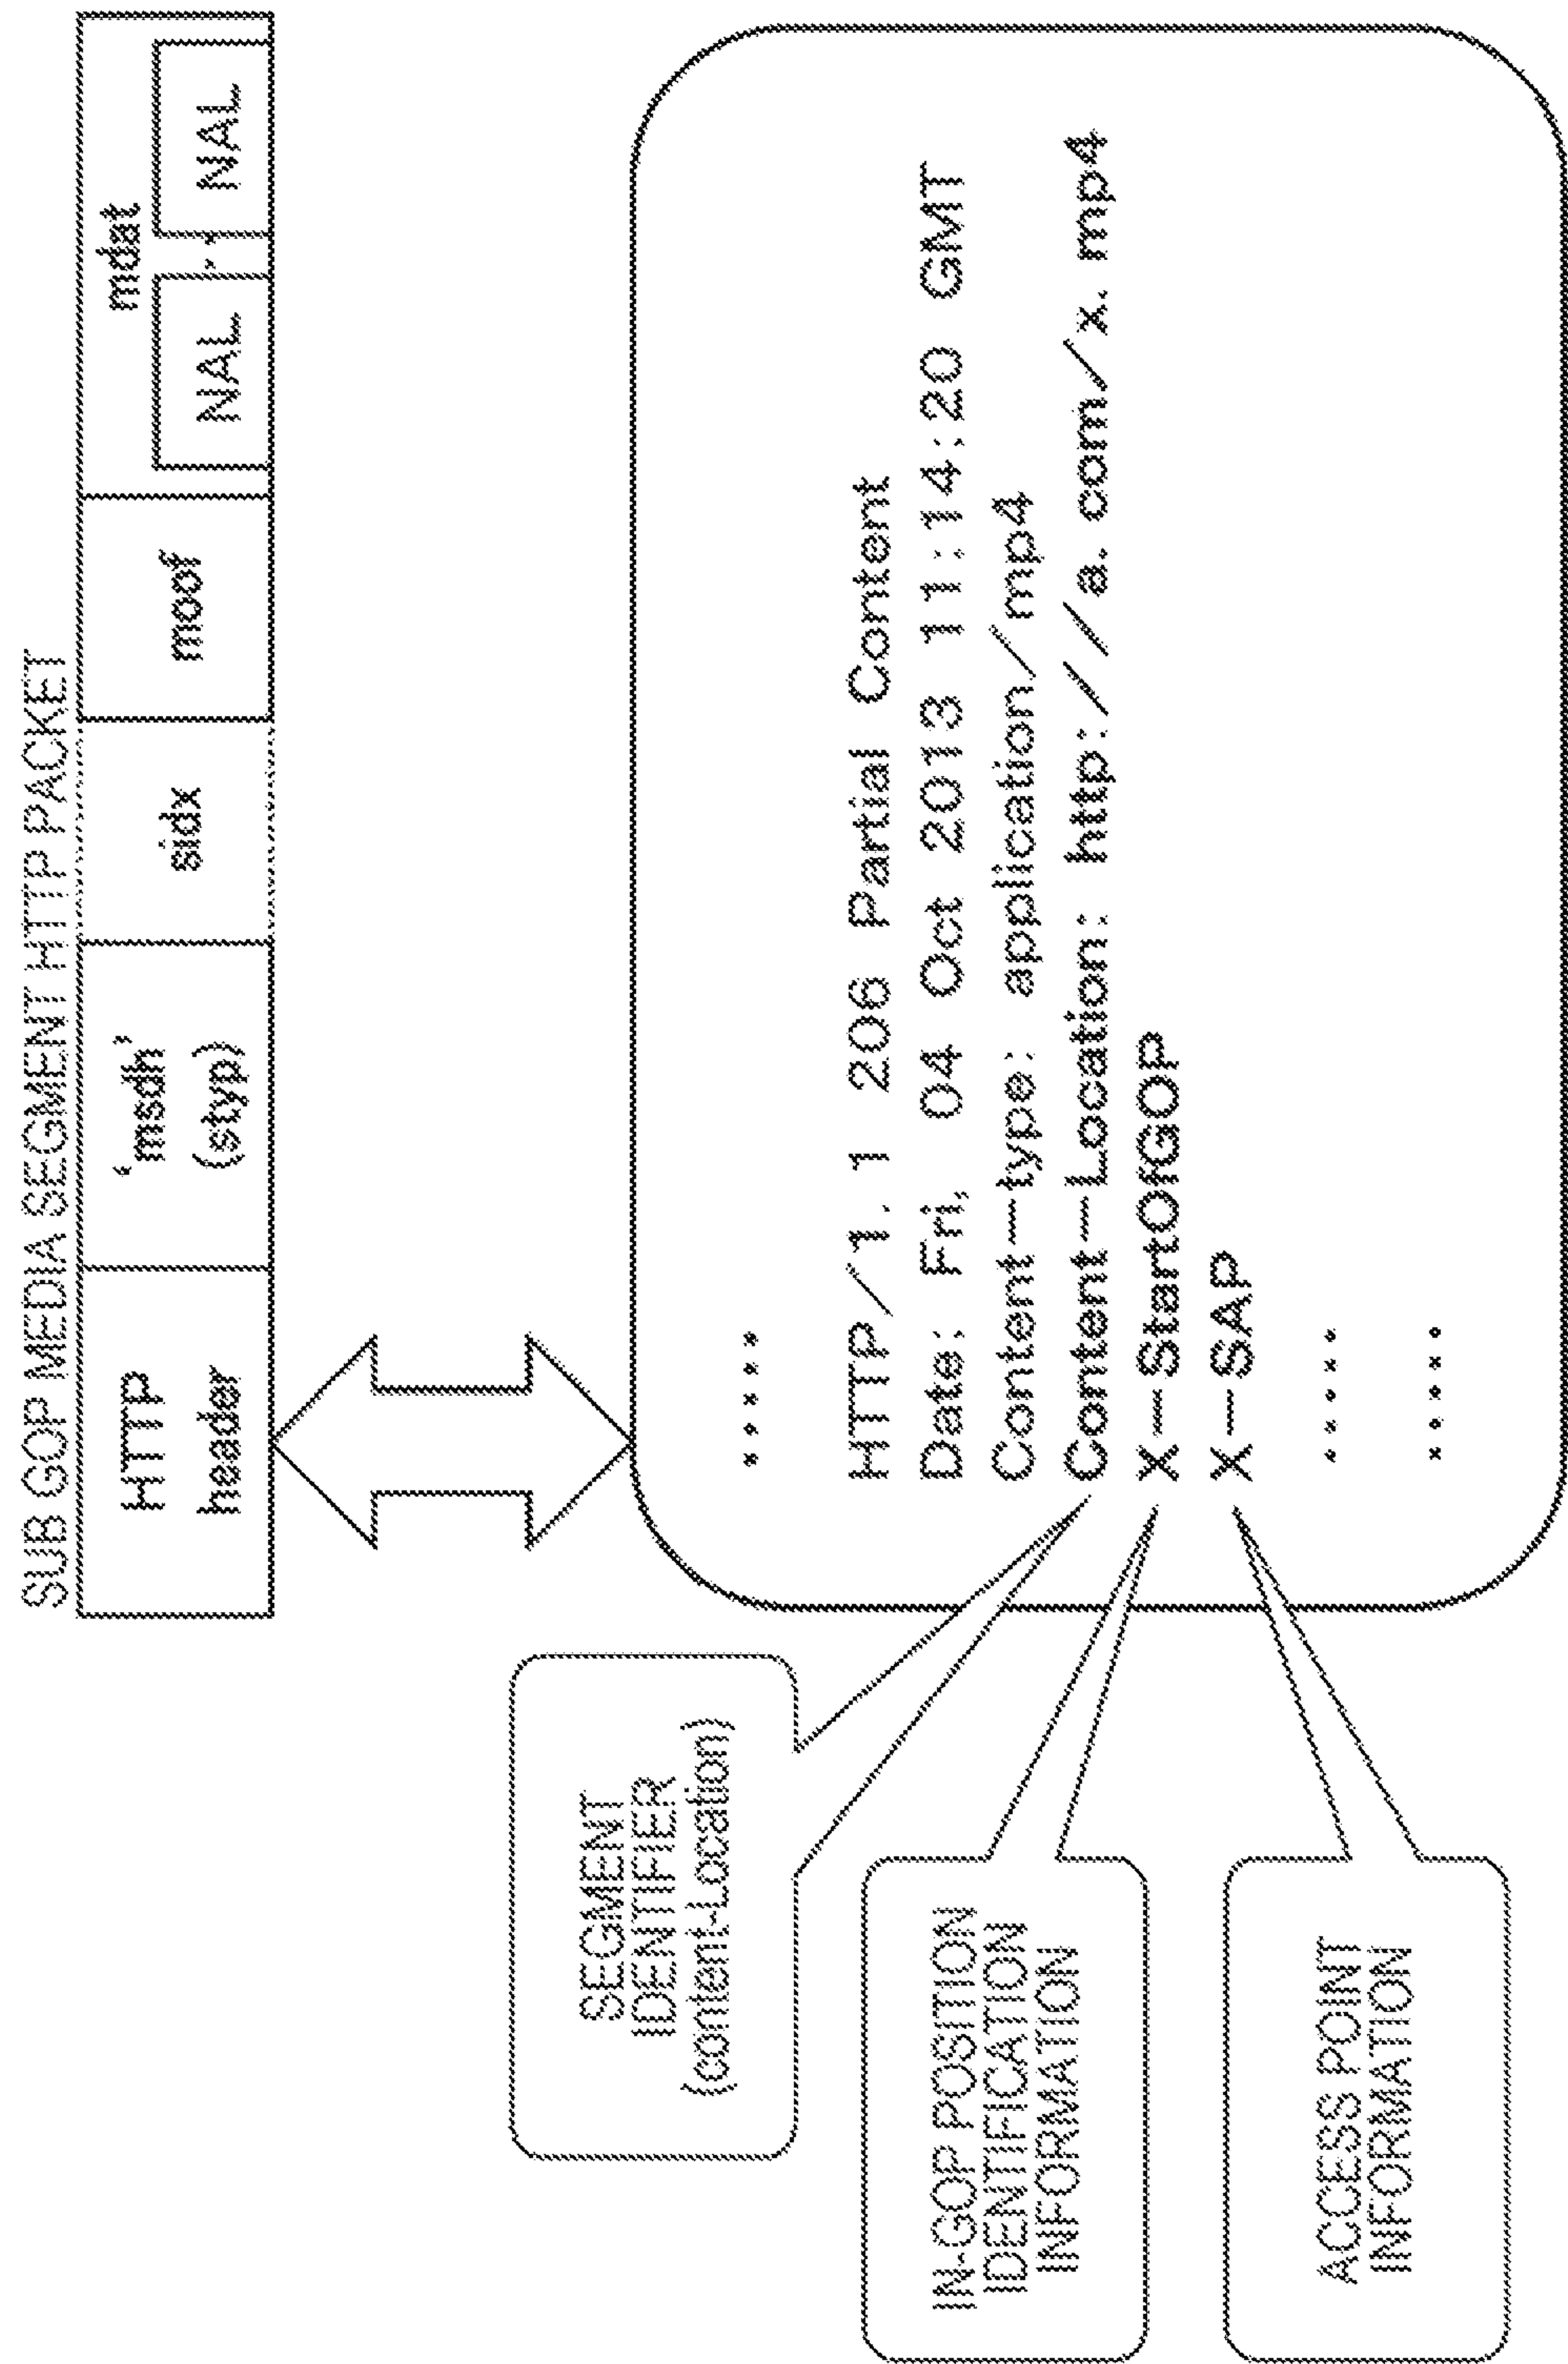 SUB GOP MEDIA SEGMENT HTTP PACKET
HTTP
header
‘msdh’
(styp)
sidx
moof
mdat
NAL
...
NAL
SEGMENT
IDENTIFIER
(content-Location)
IN-GOP POSITION
IDENTIFICATION
INFORMATION
ACCESS POINT
INFORMATION
.....
HTTP/1. 1 206 Partial Content
Date: Fri, 04 Oct 2013 11:14:20 GMT
Content-type: application/mp4
Content-Location: http://a. com/x. mp4
X-StartOfGOP
X-SAP
.....
.....